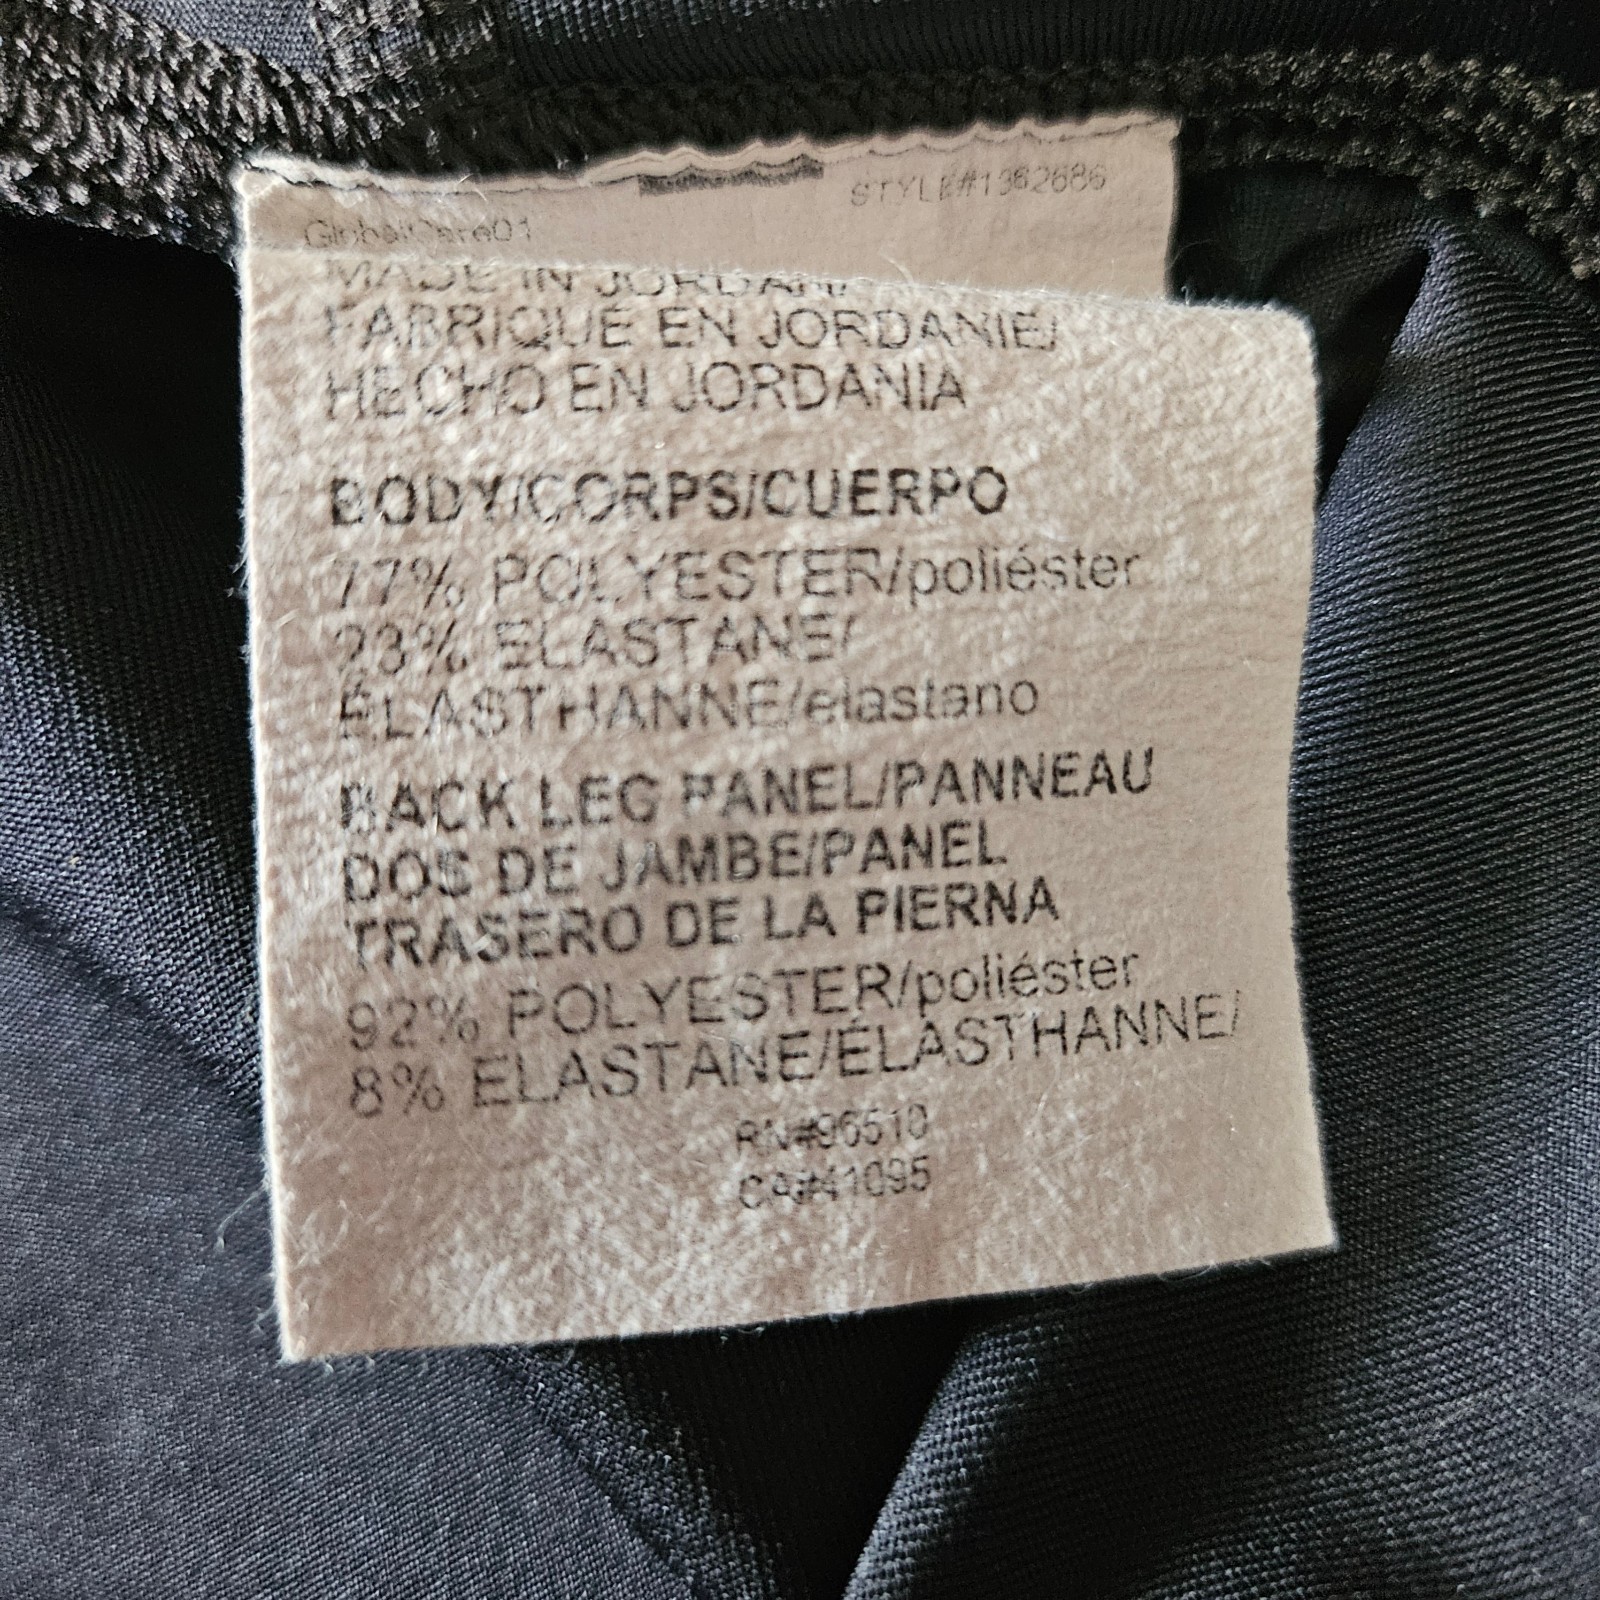 STYLE#1362686
GlobalCare01
MADE IN JORDAN/
FABRIQUÉ EN JORDANIE/
HECHO EN JORDANIA
BODY/CORPS/CUERPO
77% POLYESTER/poliéster
23% ELASTANE/
ÉLASTHANNE/elastano
BACK LEG PANEL/PANNEAU
DOS DE JAMBE/PANEL
TRASERO DE LA PIERNA
92% POLYESTER/poliéster
8% ELASTANE/ÉLASTHANNE/
RN#96510
CA#41095